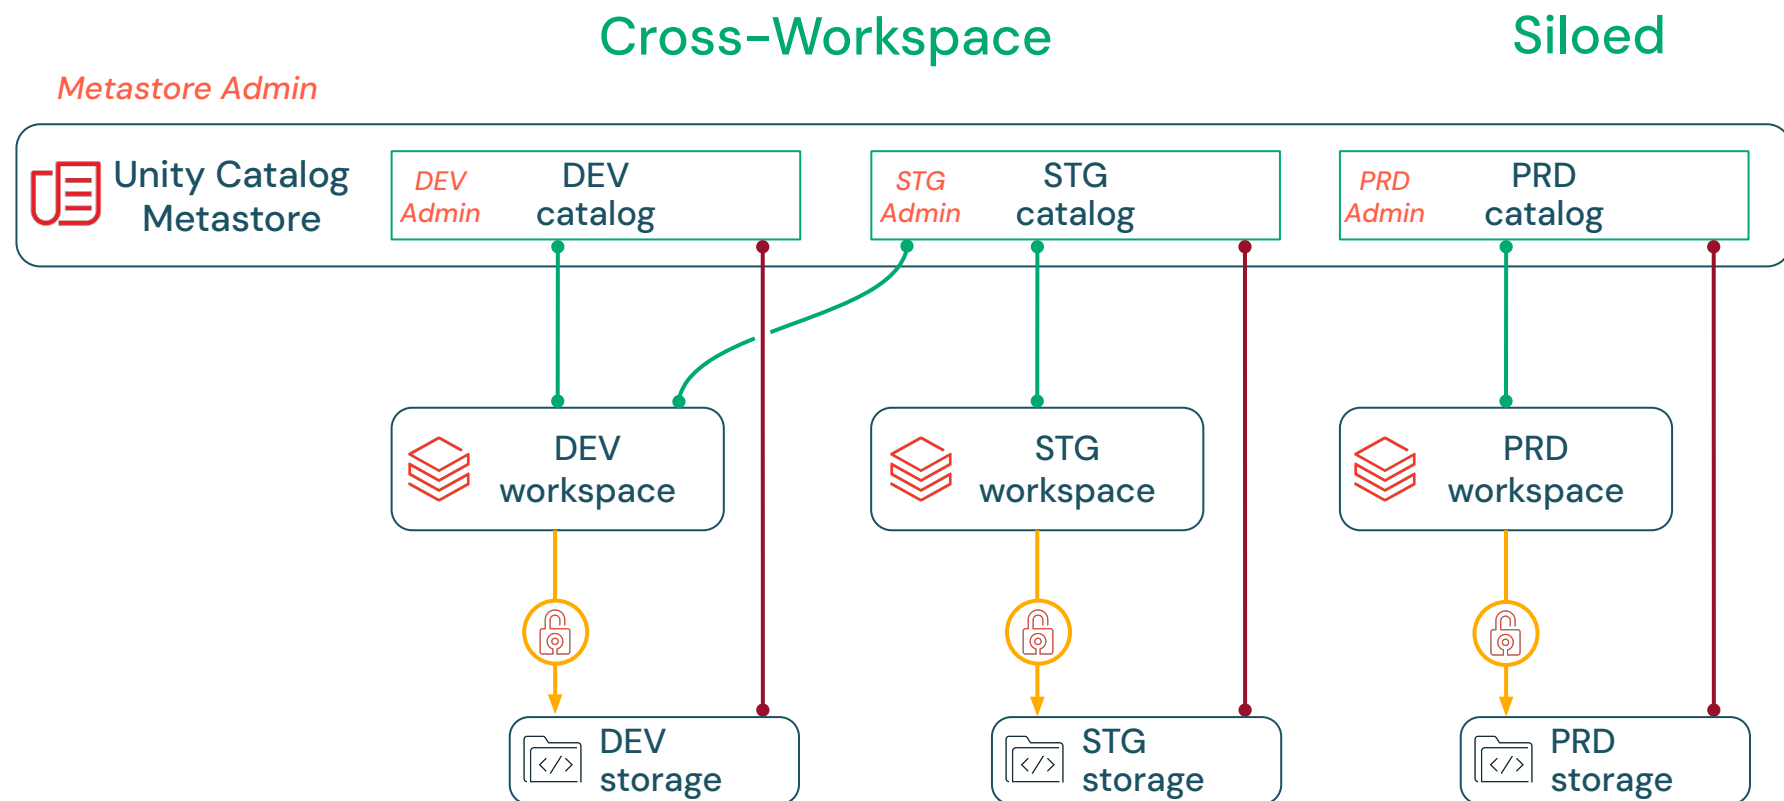 Cross-Workspace
Siloed
Metastore Admin
Unity Catalog
Metastore
DEV
Admin
DEV
catalog
STG
Admin
STG
catalog
PRD
Admin
PRD
catalog
DEV
workspace
STG
workspace
PRD
workspace
</>
DEV
storage
</>
STG
storage
</>
PRD
storage